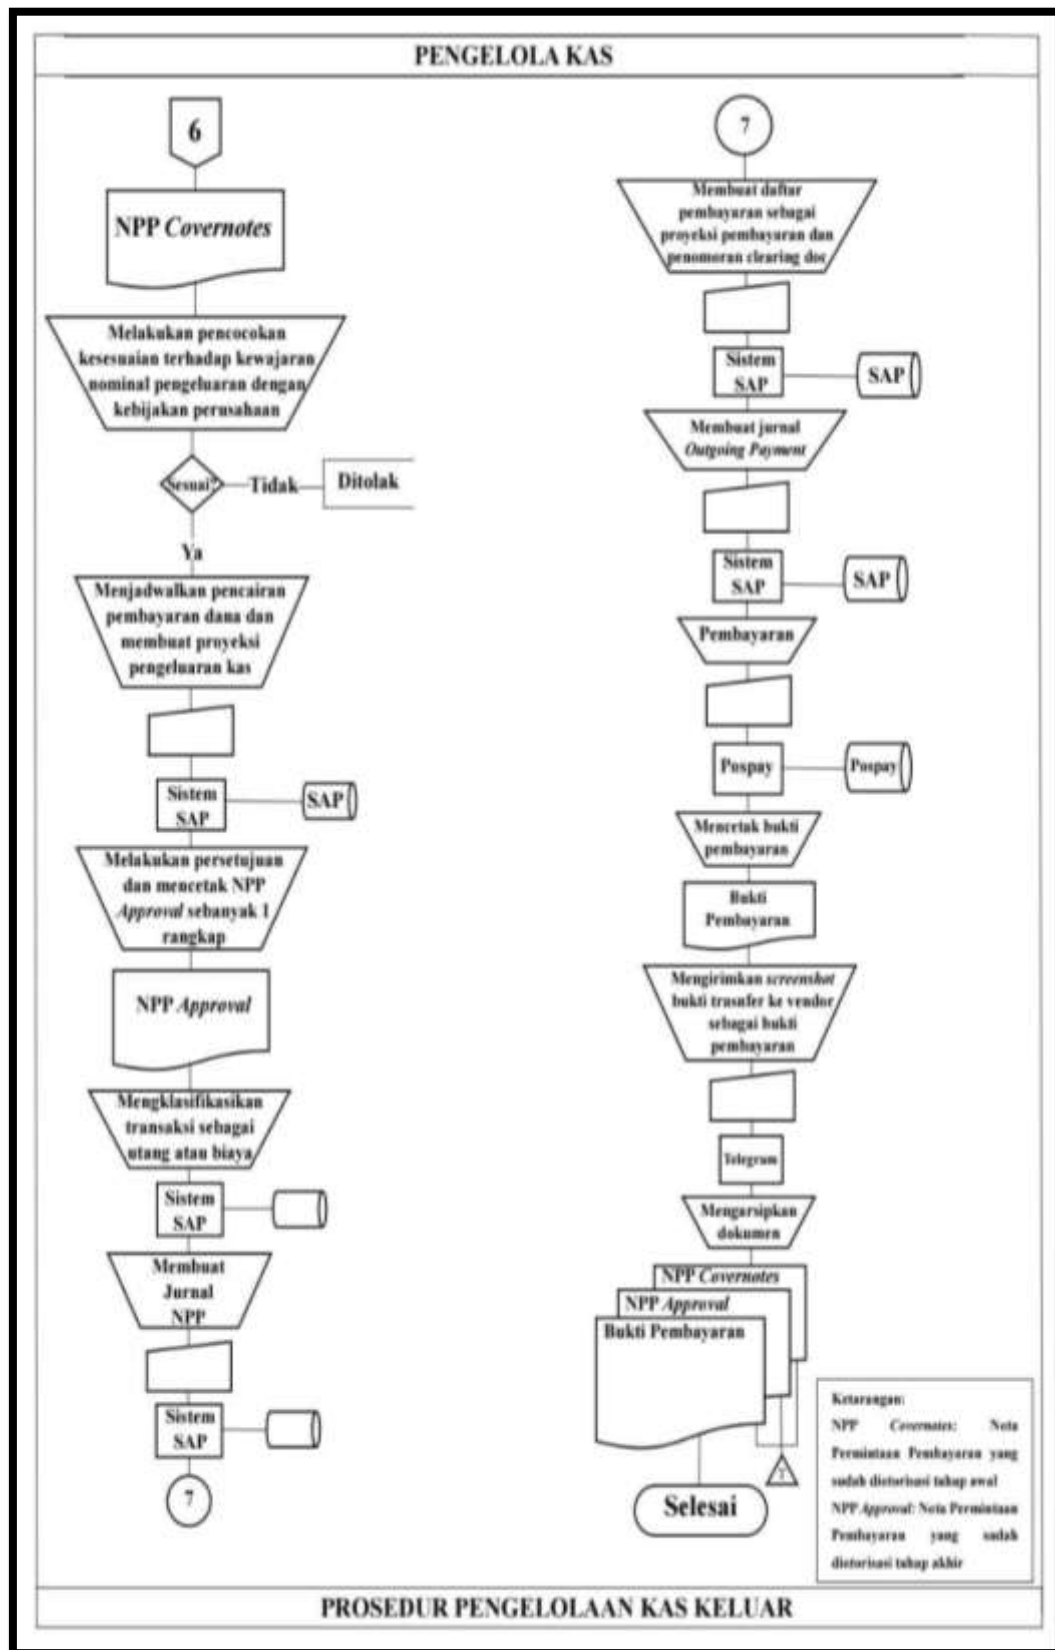 PENGELOLA KAS
6
NPP Covernotes
Melakukan pencocokan
kesesuaian terhadap kewajaran
nominal pengeluaran dengan
kebijakan perusahaan
Sesuai?
Tidak
Ditolak
Ya
Menjadwalkan pencairan
pembayaran dana dan
membuat proyeksi
pengeluaran kas
Sistem
SAP
SAP
Melakukan persetujuan
dan mencetak NPP
Approval sebanyak 1
rangkap
NPP Approval
Mengklasifikasikan
transaksi sebagai
utang atau biaya
Sistem
SAP
Membuat
Jurnal
NPP
Sistem
SAP
7
7
Membuat daftar
pembayaran sebagai
proyeksi pembayaran dan
penomoran clearing doc
Sistem
SAP
SAP
Membuat jurnal
Outgoing Payment
Sistem
SAP
SAP
Pembayaran
Pospay
Pospay
Mencetak bukti
pembayaran
Bukti
Pembayaran
Mengirimkan screenshot
bukti trasnfer ke vendor
sebagai bukti
pembayaran
Telegram
Mengarsipkan
dokumen
NPP Covernotes
NPP Approval
Bukti Pembayaran
Selesai
Ketarangan:
NPP Covernotes: Nota
Permintaan Pembayaran yang
sudah dietorisasi tahap awal
NPP Approval: Nota Permintaan
Pembayaran yang sudah
dietorisasi tahap akhir
PROSEDUR PENGELOLAAN KAS KELUAR